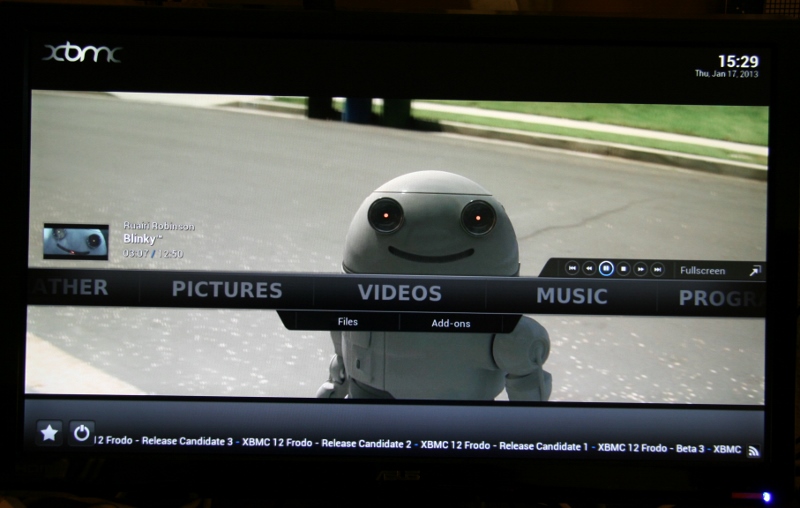 xbmc
15:29
Thu, Jan 17, 2013
Ruairi Robinson
Blinky™
03:07 / 12:50
Fullscreen
ATHER PICTURES VIDEOS MUSIC PROGR
Files Add-ons
12 Frodo - Release Candidate 3 - XBMC 12 Frodo - Release Candidate 2 - XBMC 12 Frodo - Release Candidate 1 - XBMC 12 Frodo - Beta 3 - XBMC
ASUS